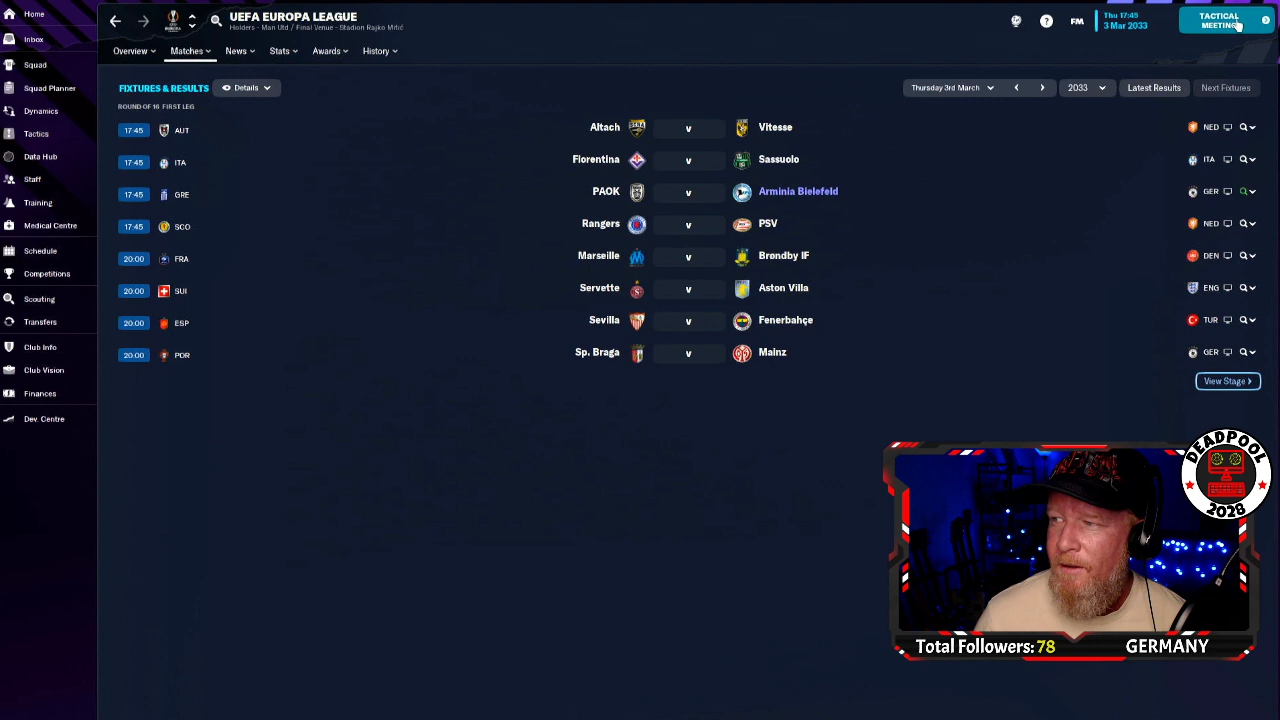 Home
Inbox
Squad
Squad Planner
Dynamics
Tactics
Data Hub
Staff
Training
Medical Centre
Schedule
Competitions
Scouting
Transfers
Club Info
Club Vision
Finances
Dev. Centre
UEFA EUROPA LEAGUE
Holders - Man Utd / Final Venue - Stadion Rajko Mitić
FM
Thu 17:45
3 Mar 2033
TACTICAL
MEETING
Overview Matches News Stats Awards History
FIXTURES & RESULTS Details Thursday 3rd March 2033 Latest Results Next Fixtures
ROUND OF 16 FIRST LEG
17:45 AUT Altach v Vitesse NED
17:45 ITA Fiorentina v Sassuolo ITA
17:45 GRE PAOK v Arminia Bielefeld GER
17:45 SCO Rangers v PSV NED
20:00 FRA Marseille v Brøndby IF DEN
20:00 SUI Servette v Aston Villa ENG
20:00 ESP Sevilla v Fenerbahçe TUR
20:00 POR Sp. Braga v Mainz GER
View Stage >
DEADPOOL
2028
Total Followers: 78 GERMANY